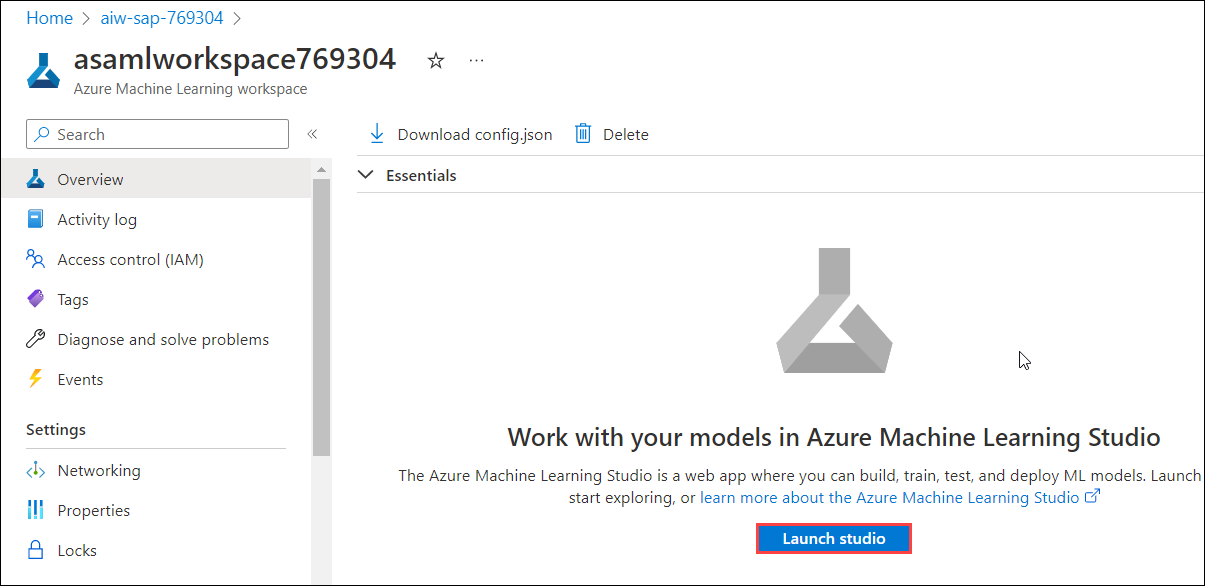 Home > aiw-sap-769304 >
asamlworkspace769304 ...
Azure Machine Learning workspace
Search «
Download config.json Delete
Essentials
Overview
Activity log
Access control (IAM)
Tags
Diagnose and solve problems
Events
Settings
Networking
Properties
Locks
Work with your models in Azure Machine Learning Studio
The Azure Machine Learning Studio is a web app where you can build, train, test, and deploy ML models. Launch
start exploring, or learn more about the Azure Machine Learning Studio
Launch studio